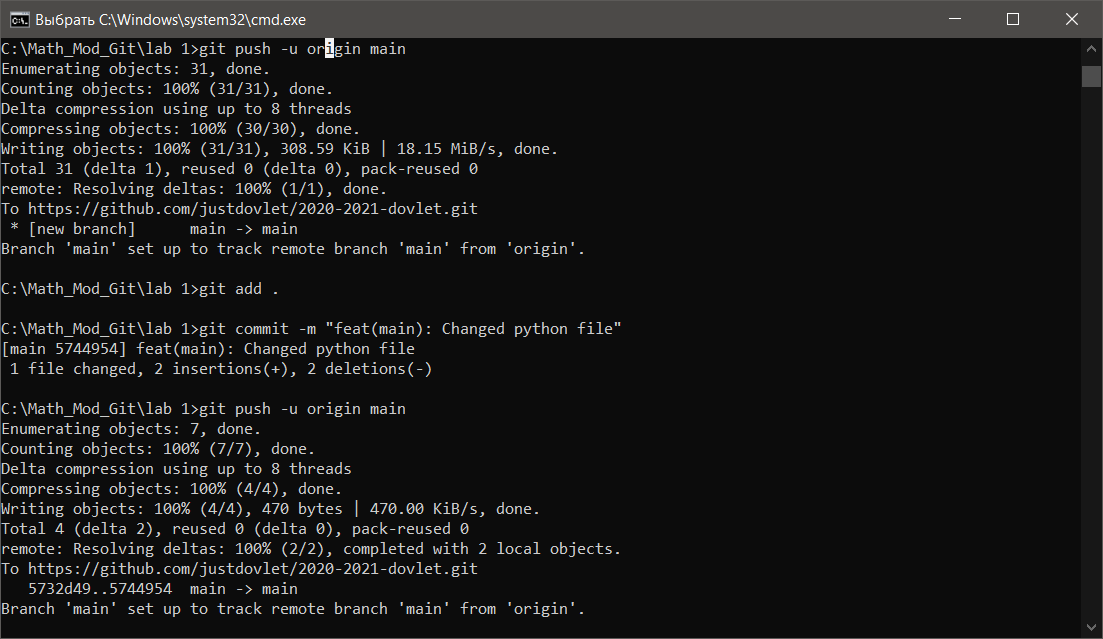 Выбрать C:\Windows\system32\cmd.exe
C:\Math_Mod_Git\lab 1>git push -u origin main
Enumerating objects: 31, done.
Counting objects: 100% (31/31), done.
Delta compression using up to 8 threads
Compressing objects: 100% (30/30), done.
Writing objects: 100% (31/31), 308.59 KiB | 18.15 MiB/s, done.
Total 31 (delta 1), reused 0 (delta 0), pack-reused 0
remote: Resolving deltas: 100% (1/1), done.
To https://github.com/justdovlet/2020-2021-dovlet.git
 * [new branch]      main -> main
Branch 'main' set up to track remote branch 'main' from 'origin'.
C:\Math_Mod_Git\lab 1>git add .
C:\Math_Mod_Git\lab 1>git commit -m "feat(main): Changed python file"
[main 5744954] feat(main): Changed python file
 1 file changed, 2 insertions(+), 2 deletions(-)
C:\Math_Mod_Git\lab 1>git push -u origin main
Enumerating objects: 7, done.
Counting objects: 100% (7/7), done.
Delta compression using up to 8 threads
Compressing objects: 100% (4/4), done.
Writing objects: 100% (4/4), 470 bytes | 470.00 KiB/s, done.
Total 4 (delta 2), reused 0 (delta 0), pack-reused 0
remote: Resolving deltas: 100% (2/2), completed with 2 local objects.
To https://github.com/justdovlet/2020-2021-dovlet.git
   5732d49..5744954  main -> main
Branch 'main' set up to track remote branch 'main' from 'origin'.